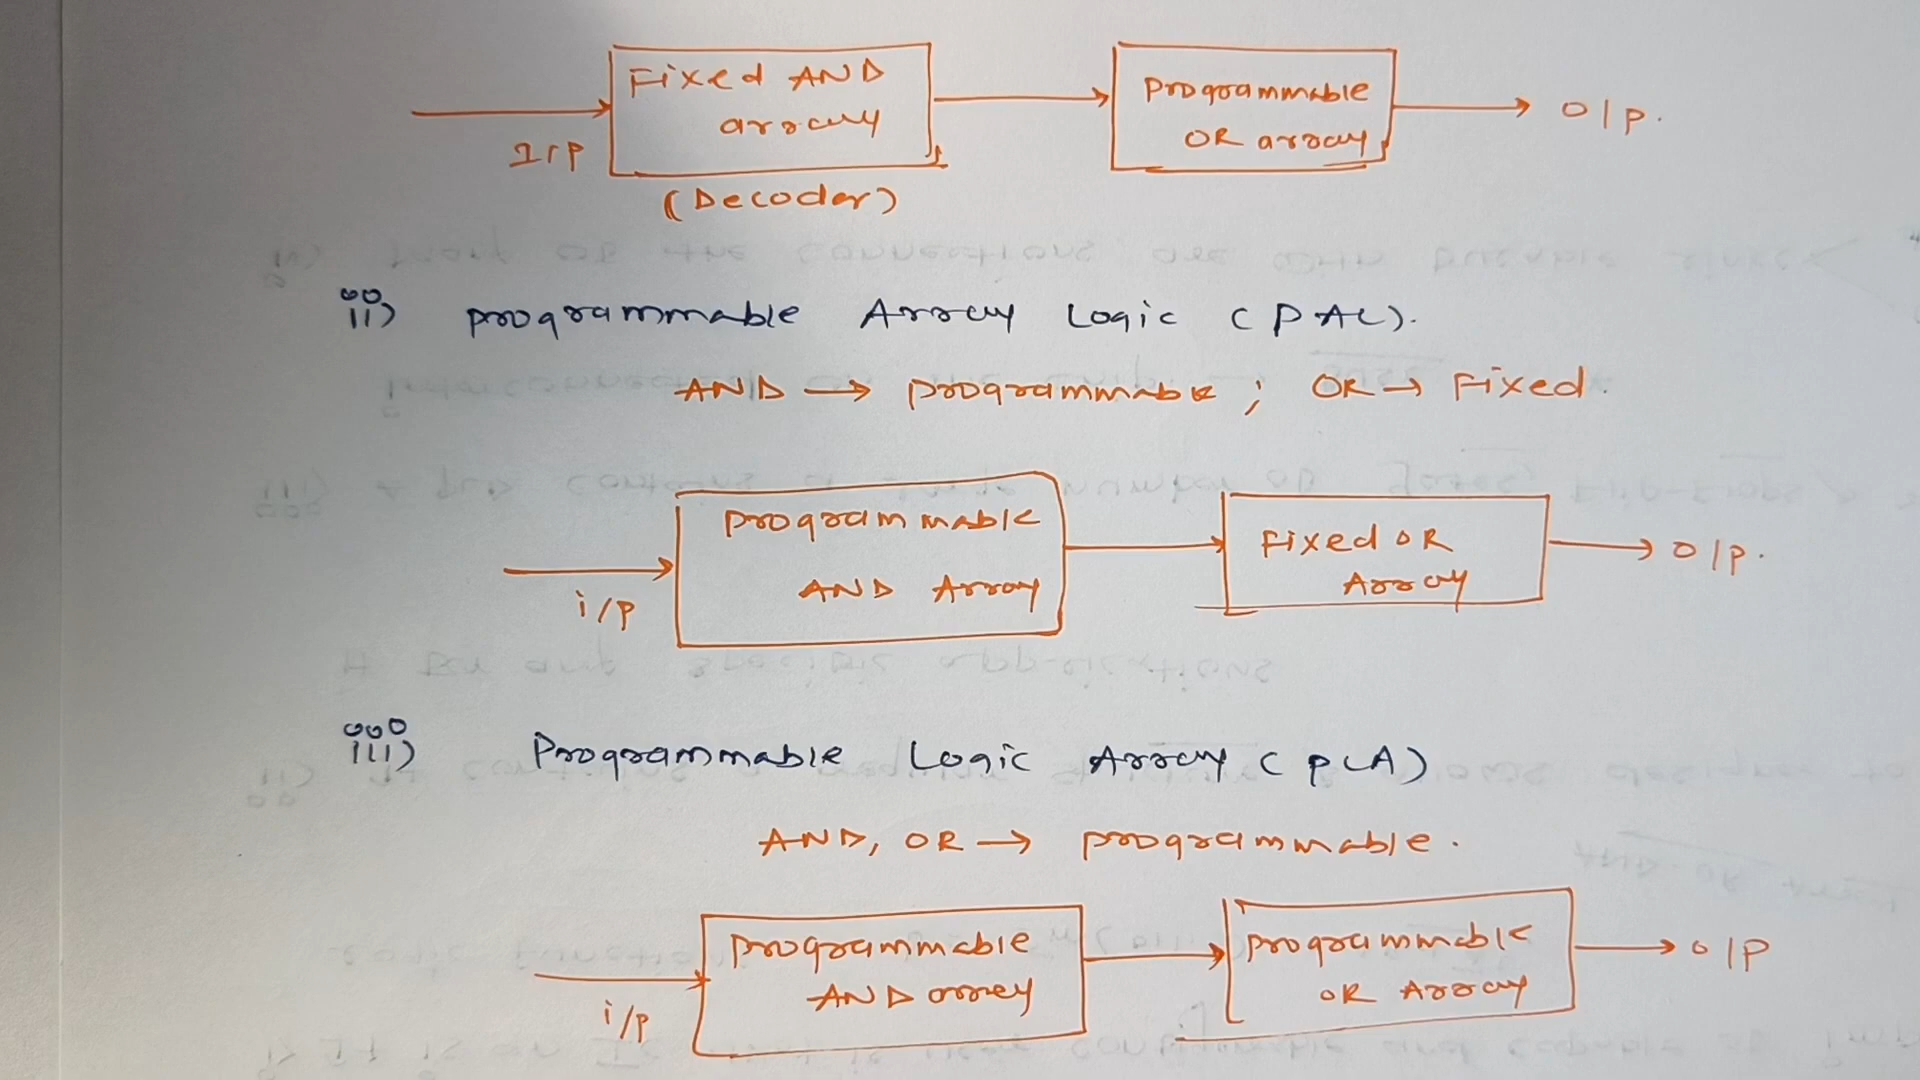 Fixed AND array
Programmable OR array
I/P
O/P.
(Decoder)
ii) Programmable Array Logic (PAL).
AND → Programmable ; OR → Fixed.
Programmable AND Array
Fixed OR Array
i/P
O/P.
iii) Programmable Logic Array (PLA)
AND, OR → Programmable.
Programmable AND array
Programmable OR Array
i/P
O/P